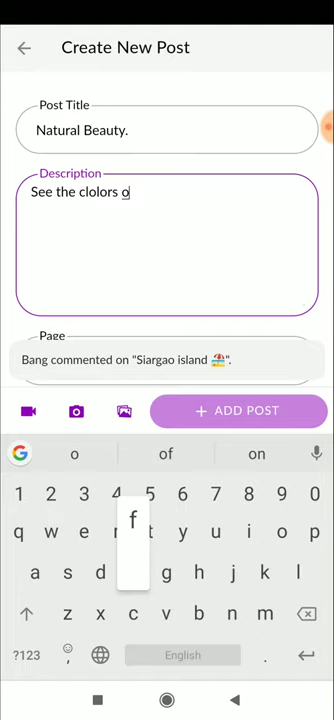 Create New Post
Post Title
Natural Beauty.
Description
See the clolors o
Page
Bang commented on "Siargao island 🏖️".
+ ADD POST
G o of on
1 2 3 4 5 6 7 8 9 0
q w e r t y u i o p
f
a s d g h j k l
z x c v b n m
?123 , English .